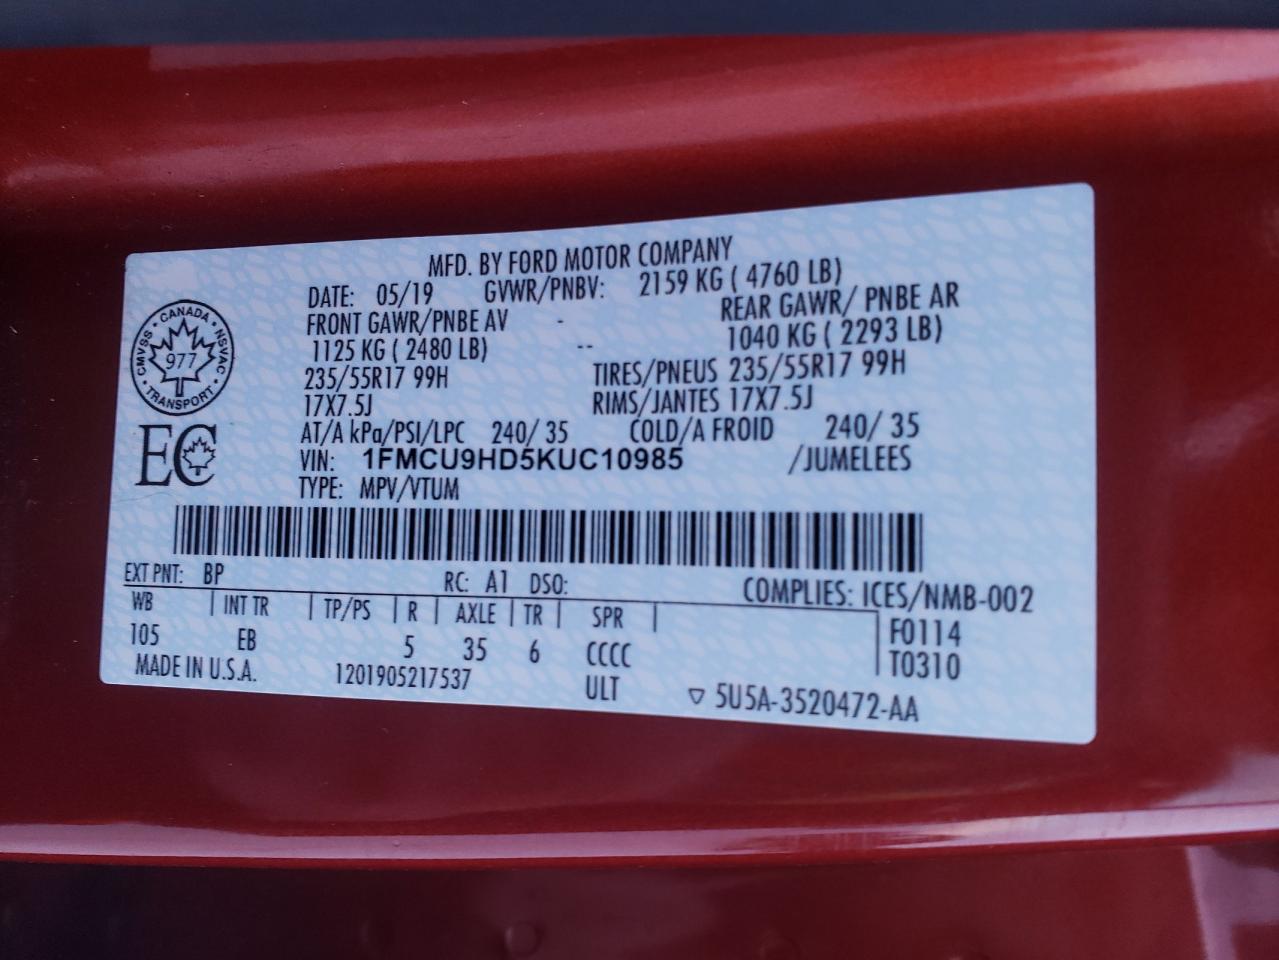 MFD. BY FORD MOTOR COMPANY
DATE: 05/19 GVWR/PNBV: 2159 KG ( 4760 LB)
FRONT GAWR/PNBE AV - REAR GAWR/ PNBE AR
1125 KG ( 2480 LB) -- 1040 KG ( 2293 LB)
235/55R17 99H TIRES/PNEUS 235/55R17 99H
17X7.5J RIMS/JANTES 17X7.5J
AT/A kPa/PSI/LPC 240/ 35 COLD/A FROID 240/ 35
VIN: 1FMCU9HD5KUC10985 /JUMELEES
TYPE: MPV/VTUM
CANADA
CMVSS NSVAC
977
TRANSPORT
EC
EXT PNT: BP RC: A1 DSO: COMPLIES: ICES/NMB-002
WB | INT TR | TP/PS | R | AXLE | TR | SPR | F0114
105 EB 5 35 6 CCCC T0310
MADE IN U.S.A. 1201905217537 ULT ▽ 5U5A-3520472-AA